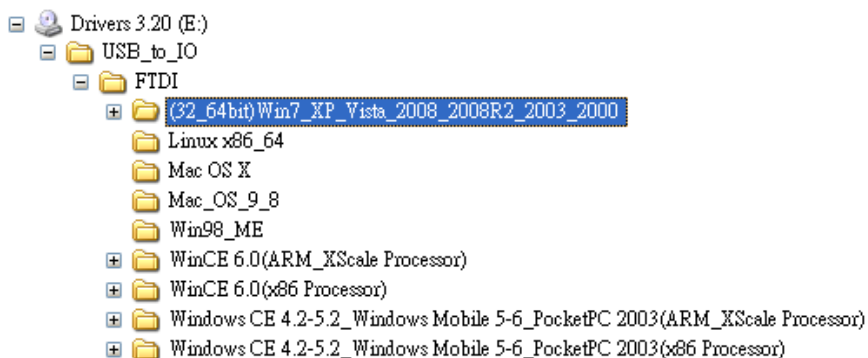 Drivers 3.20 (E:)
USB_to_IO
FTDI
(32_64bit)Win7_XP_Vista_2008_2008R2_2003_2000
Linux x86_64
Mac OS X
Mac_OS_9_8
Win98_ME
WinCE 6.0(ARM_XScale Processor)
WinCE 6.0(x86 Processor)
Windows CE 4.2-5.2_Windows Mobile 5-6_PocketPC 2003(ARM_XScale Processor)
Windows CE 4.2-5.2_Windows Mobile 5-6_PocketPC 2003(x86 Processor)